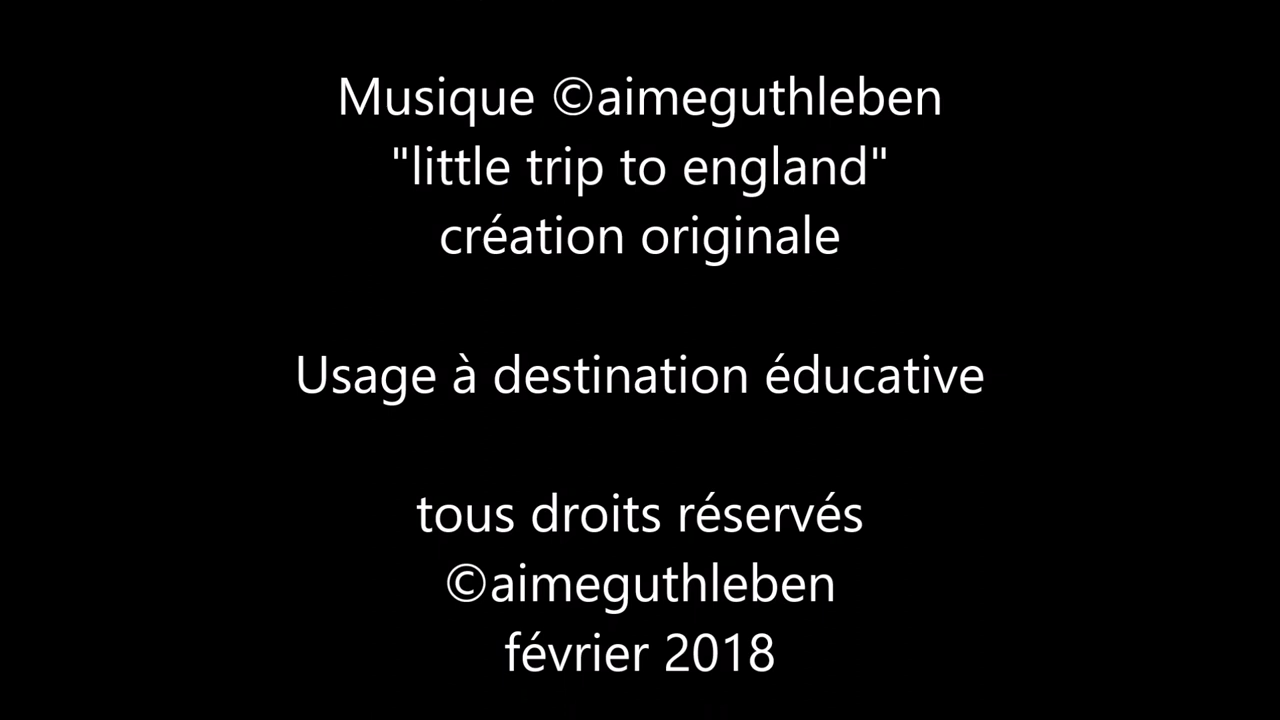 Musique ©aimeguthleben
"little trip to england"
création originale
Usage à destination éducative
tous droits réservés
©aimeguthleben
février 2018